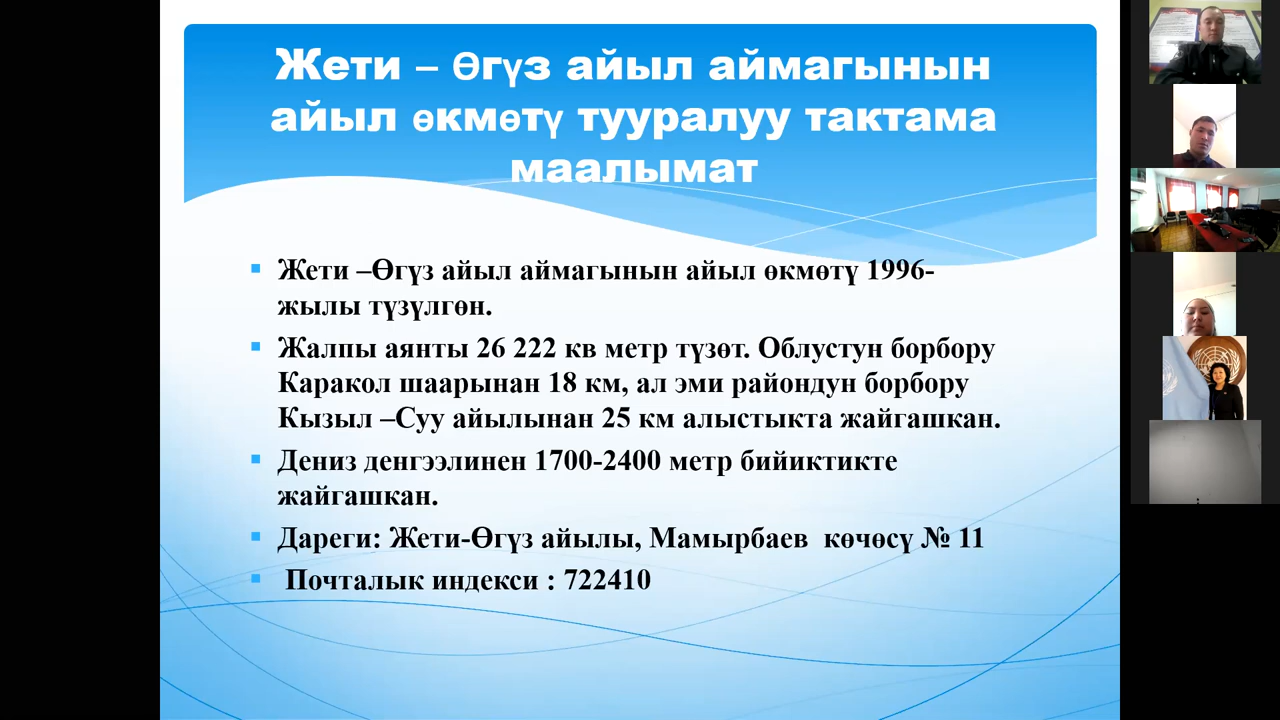 Жети – Өгүз айыл аймагынын
айыл өкмөтү тууралуу тактама
маалымат
Жети –Өгүз айыл аймагынын айыл өкмөтү 1996-
жылы түзүлгөн.
Жалпы аянты 26 222 кв метр түзөт. Облустун борбору
Каракол шаарынан 18 км, ал эми райондун борбору
Кызыл –Суу айылынан 25 км алыстыкта жайгашкан.
Дениз денгээлинен 1700-2400 метр бийиктикте
жайгашкан.
Дареги: Жети-Өгүз айылы, Мамырбаев көчөсү № 11
Почталык индекси : 722410